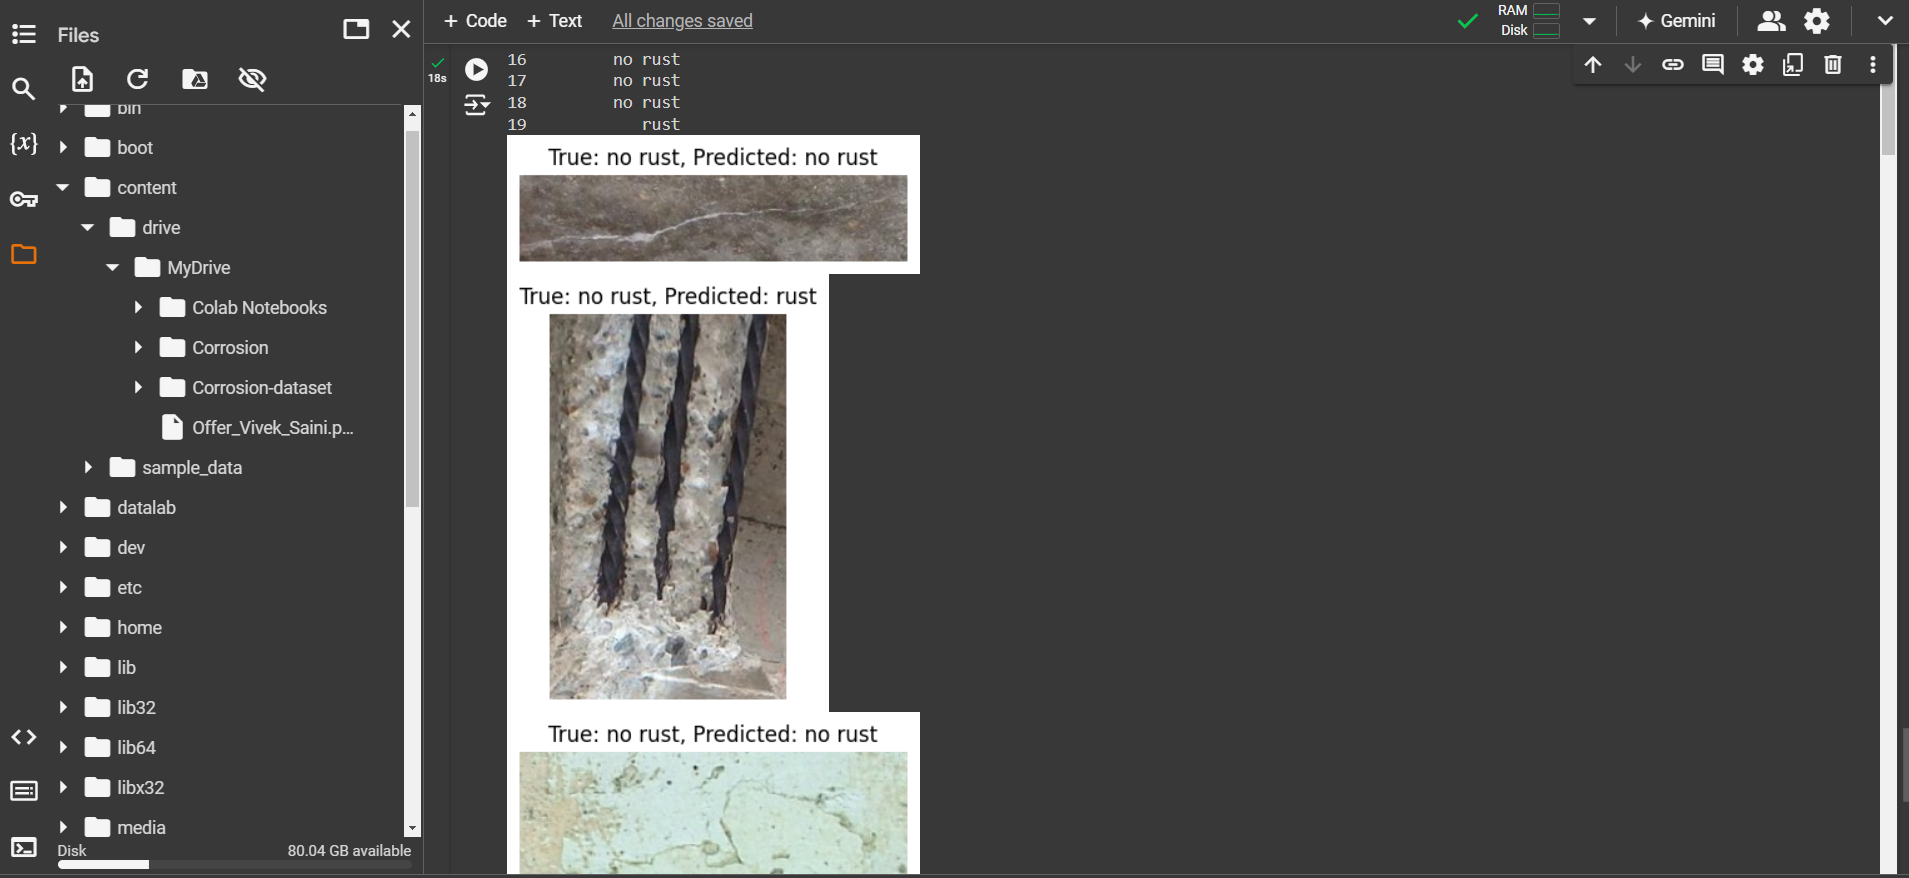 Files
bin
boot
content
drive
MyDrive
Colab Notebooks
Corrosion
Corrosion-dataset
Offer_Vivek_Saini.p...
sample_data
datalab
dev
etc
home
lib
lib32
lib64
libx32
media
Disk 80.04 GB available
{x}
+ Code + Text All changes saved
RAM
Disk
Gemini
18s
16 no rust
17 no rust
18 no rust
19 rust
True: no rust, Predicted: no rust
True: no rust, Predicted: rust
True: no rust, Predicted: no rust